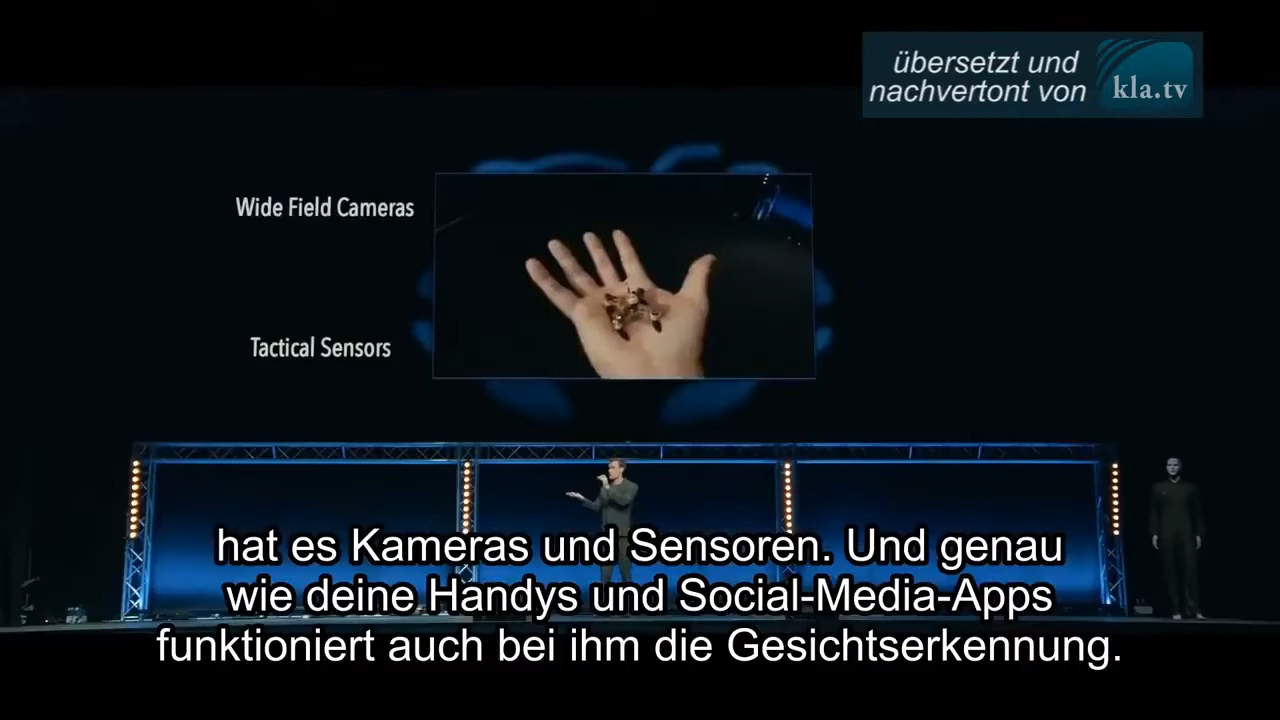 übersetzt und
nachvertont von
kla.tv
Wide Field Cameras
Tactical Sensors
hat es Kameras und Sensoren. Und genau
wie deine Handys und Social-Media-Apps
funktioniert auch bei ihm die Gesichtserkennung.